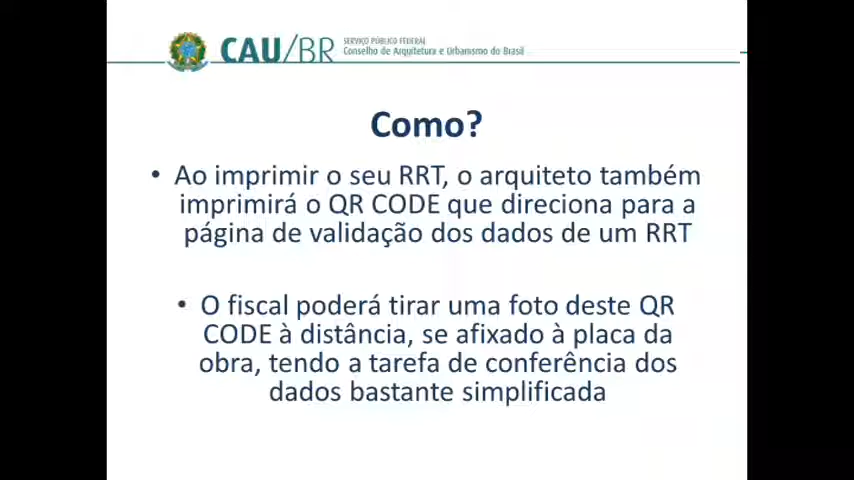 CAU/BR
SERVIÇO PÚBLICO FEDERAL
Conselho de Arquitetura e Urbanismo do Brasil
Como?
• Ao imprimir o seu RRT, o arquiteto também
imprimirá o QR CODE que direciona para a
página de validação dos dados de um RRT
• O fiscal poderá tirar uma foto deste QR
CODE à distância, se afixado à placa da
obra, tendo a tarefa de conferência dos
dados bastante simplificada